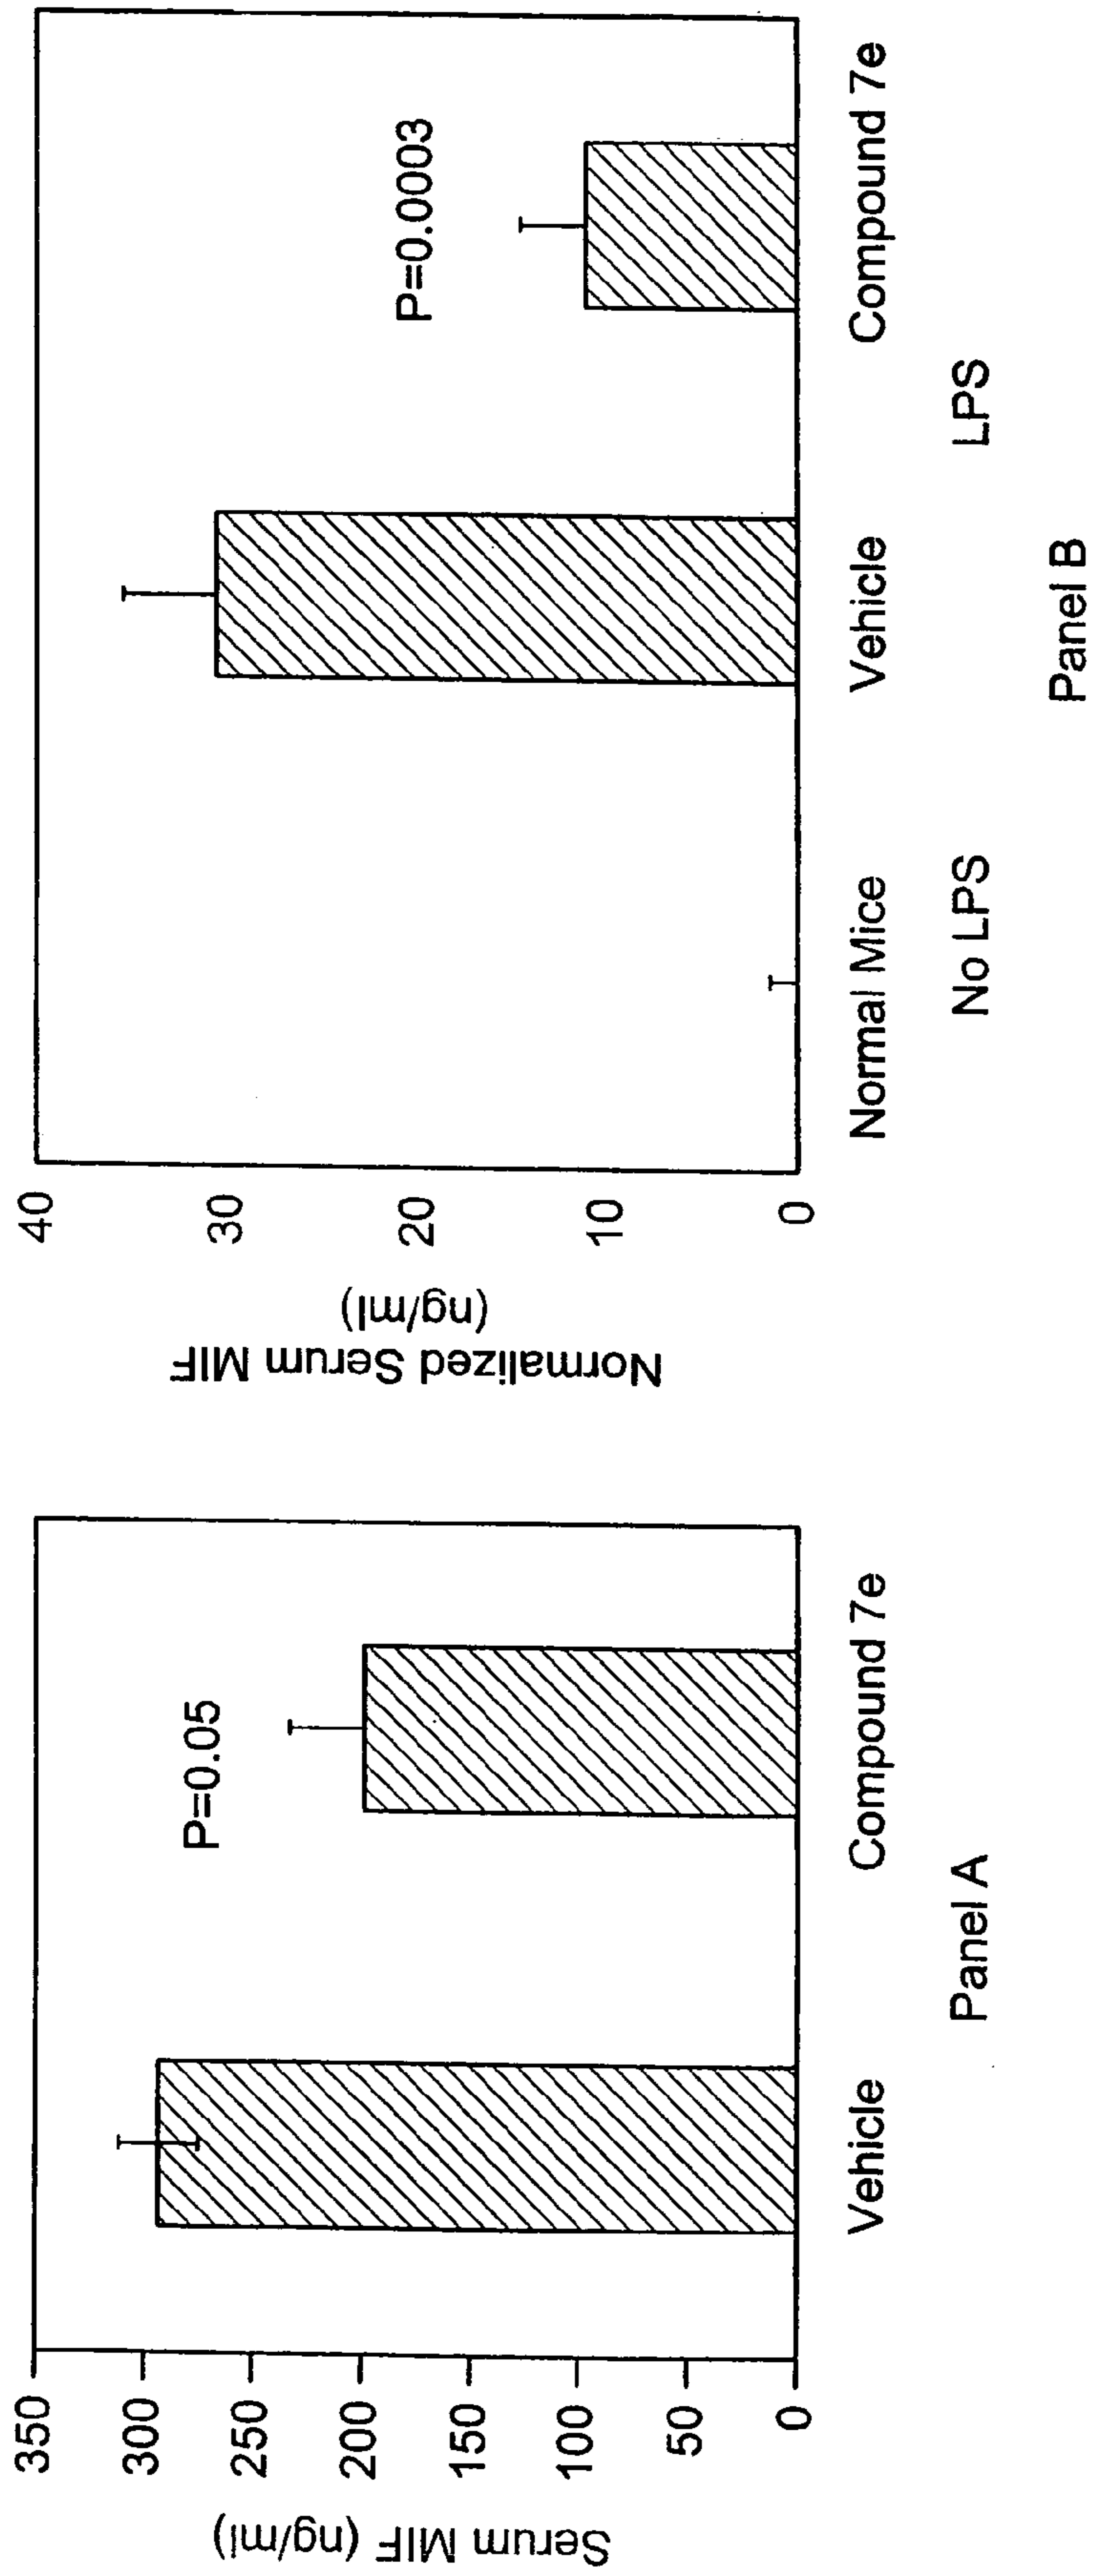 Serum MIF (ng/ml)
350
300
250
200
150
100
50
0
P=0.05
Vehicle
Compound 7e
Panel A
Normalized Serum MIF
(ng/ml)
40
30
20
10
0
P=0.0003
Normal Mice
Vehicle
Compound 7e
No LPS
LPS
Panel B